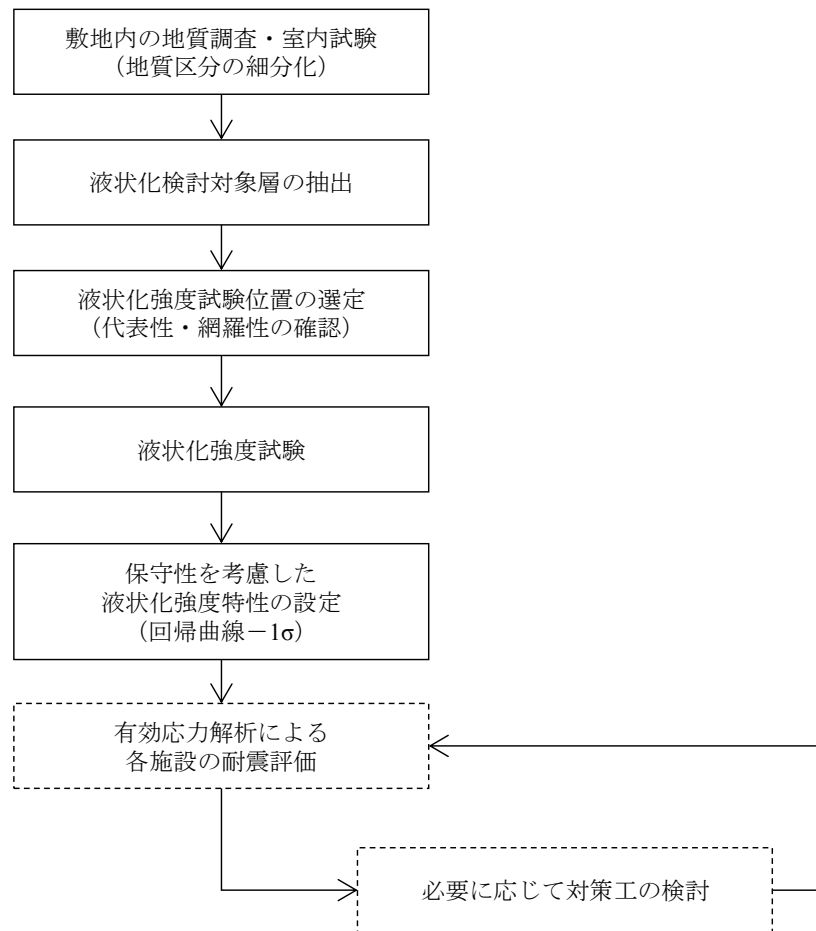 敷地内の地質調査・室内試験
（地質区分の細分化）
液状化検討対象層の抽出
液状化強度試験位置の選定
（代表性・網羅性の確認）
液状化強度試験
保守性を考慮した
液状化強度特性の設定
（回帰曲線－1σ）
有効応力解析による
各施設の耐震評価
必要に応じて対策工の検討